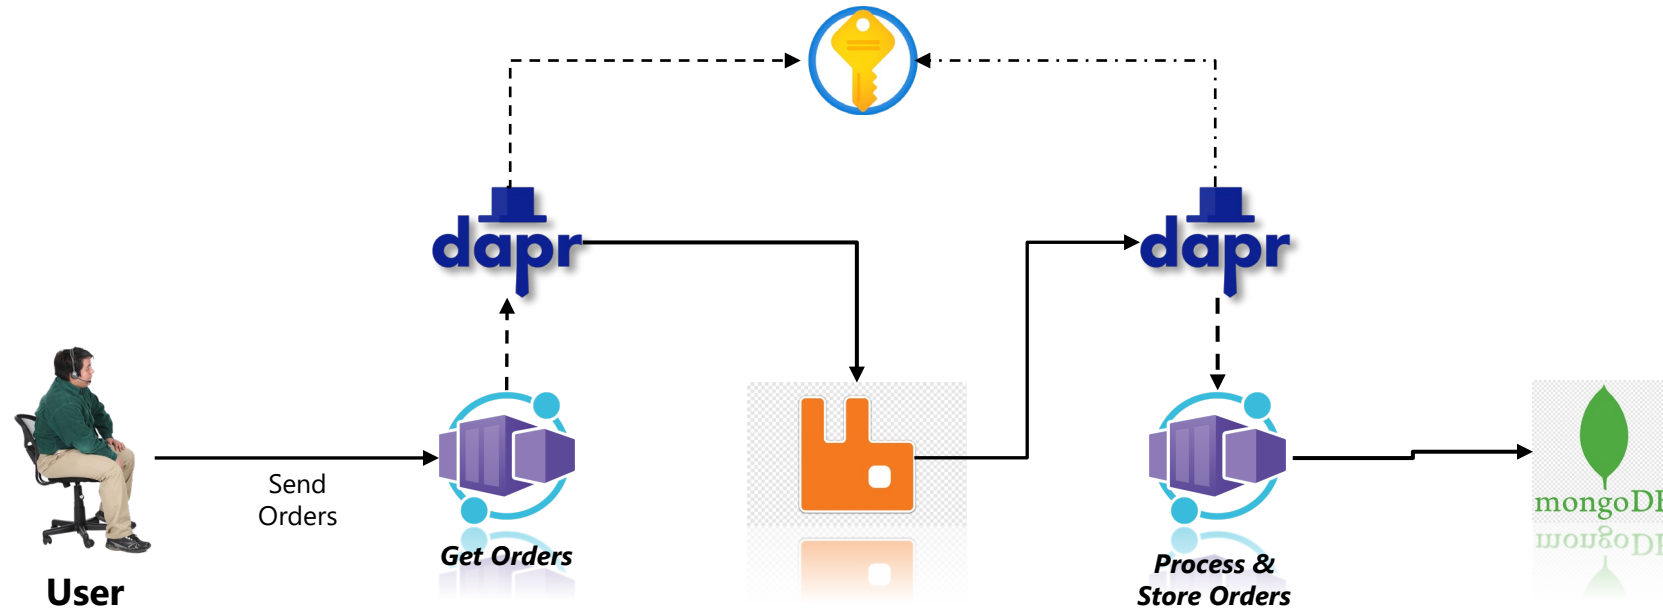 dapr
dapr
Send
Orders
mongoDB
Get Orders
Process &
Store Orders
User